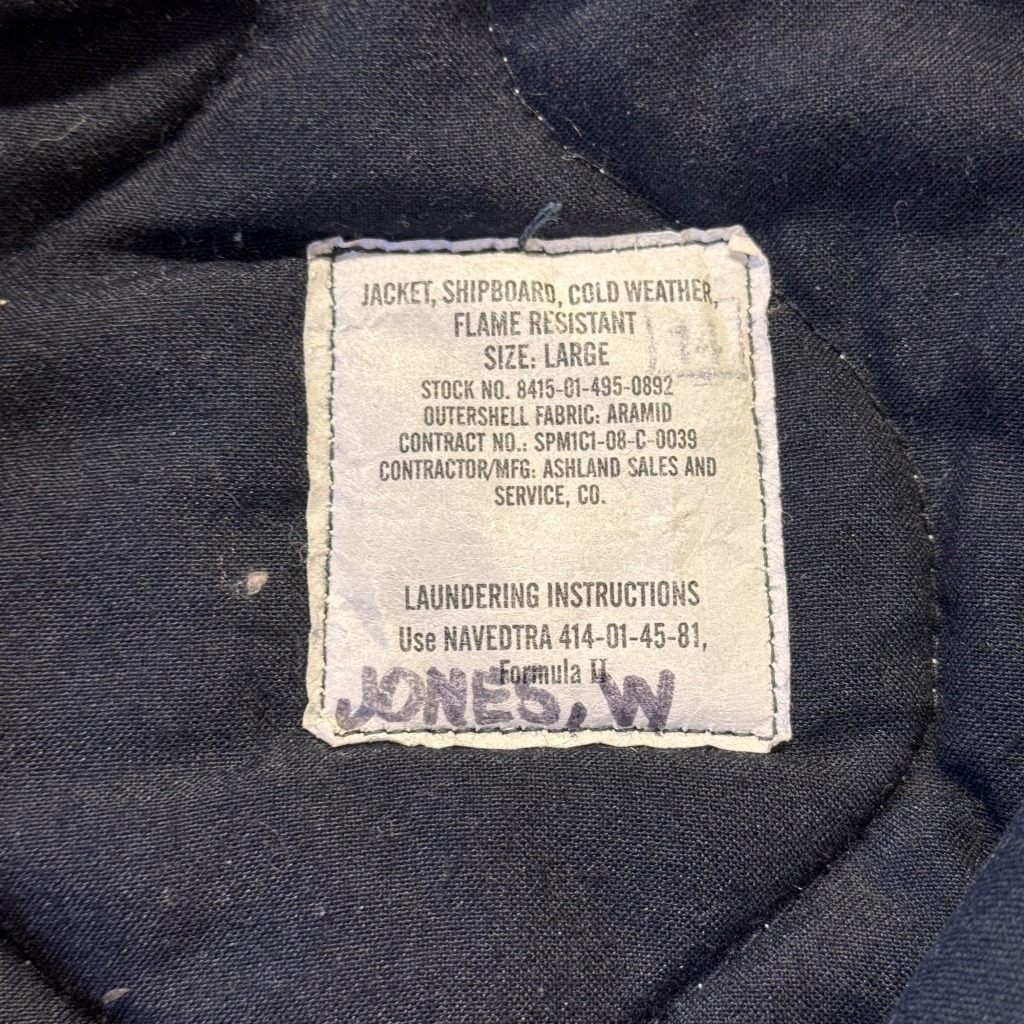 JACKET, SHIPBOARD, COLD WEATHER,
FLAME RESISTANT
SIZE: LARGE
STOCK NO. 8415-01-495-0892
OUTERSHELL FABRIC: ARAMID
CONTRACT NO.: SPM1C1-08-C-0039
CONTRACTOR/MFG: ASHLAND SALES AND
SERVICE, CO.
LAUNDERING INSTRUCTIONS
Use NAVEDTRA 414-01-45-81,
Formula II
JONES, W